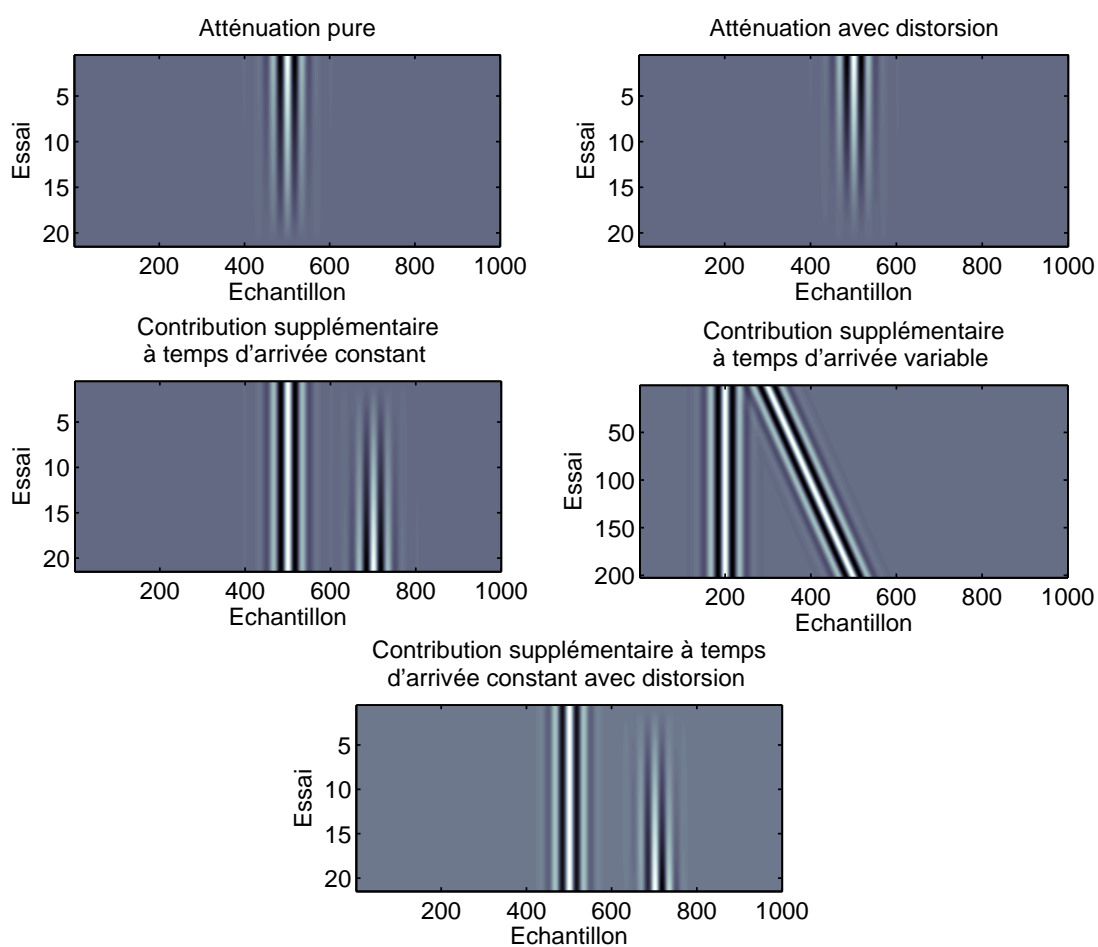 Atténuation pure
Essai
5
10
15
20
200 400 600 800 1000
Echantillon
Atténuation avec distorsion
Essai
5
10
15
20
200 400 600 800 1000
Echantillon
Contribution supplémentaire
à temps d'arrivée constant
Essai
5
10
15
20
200 400 600 800 1000
Echantillon
Contribution supplémentaire
à temps d'arrivée variable
Essai
50
100
150
200
200 400 600 800 1000
Echantillon
Contribution supplémentaire à temps
d'arrivée constant avec distorsion
Essai
5
10
15
20
200 400 600 800 1000
Echantillon